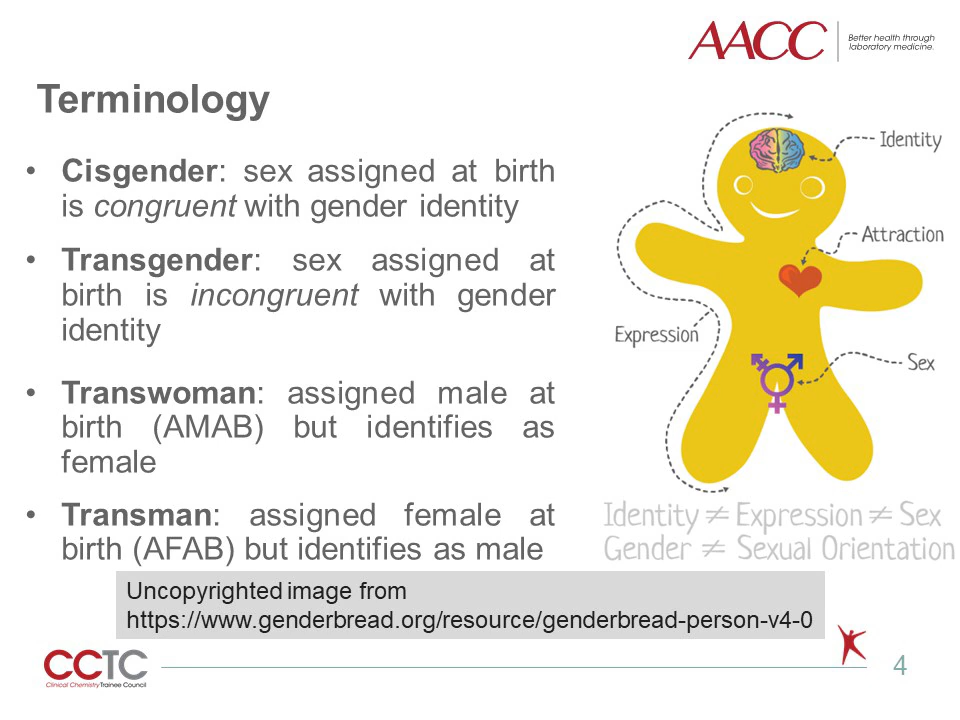 AACC
Better health through
laboratory medicine.
Terminology
• Cisgender: sex assigned at birth
is congruent with gender identity
• Transgender: sex assigned at
birth is incongruent with gender
identity
• Transwoman: assigned male at
birth (AMAB) but identifies as
female
• Transman: assigned female at
birth (AFAB) but identifies as male
Identity
Attraction
Expression
Sex
Identity ≠ Expression ≠ Sex
Gender ≠ Sexual Orientation
Uncopyrighted image from
https://www.genderbread.org/resource/genderbread-person-v4-0
CCTC
Clinical Chemistry Trainee Council
4